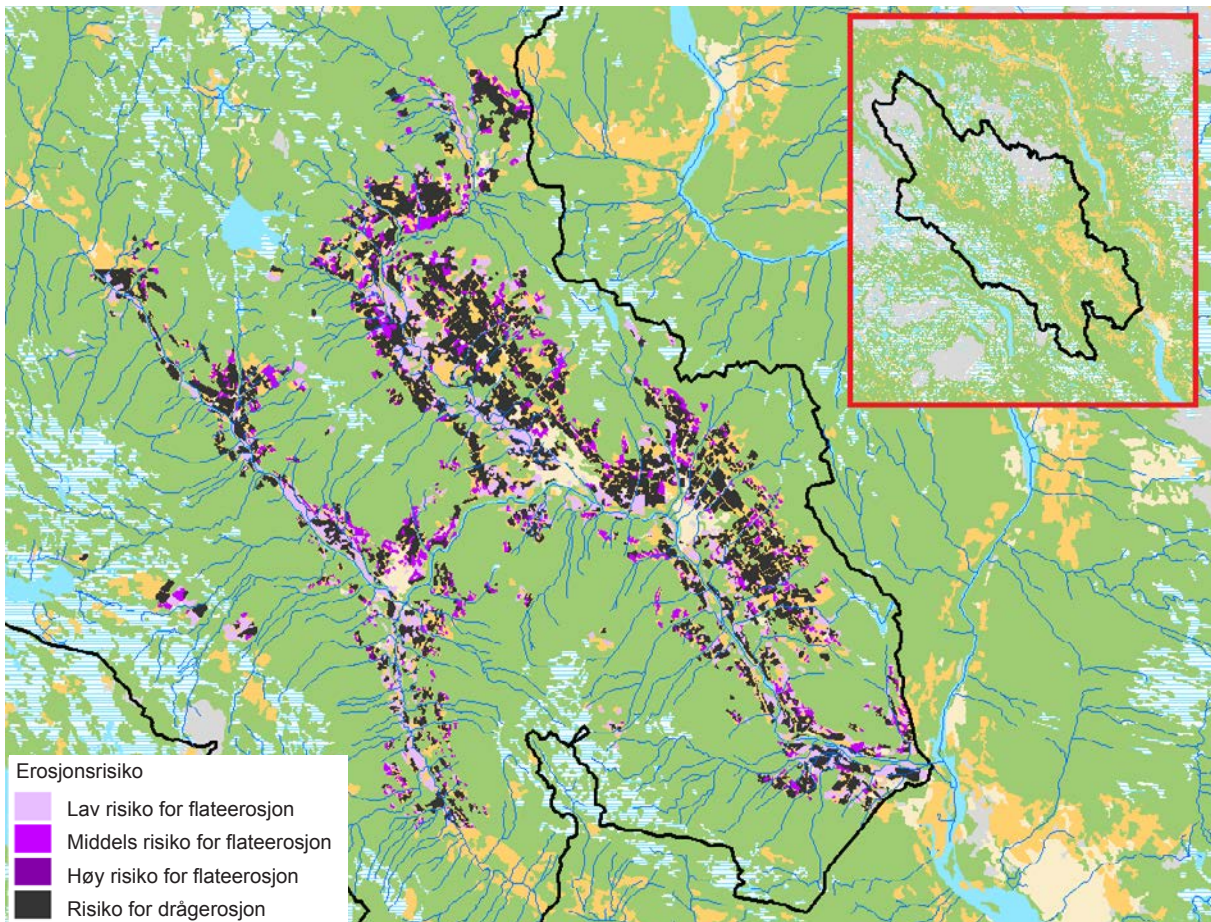 Erosjonsrisiko
Lav risiko for flateerosjon
Middels risiko for flateerosjon
Høy risiko for flateerosjon
Risiko for drågerosjon